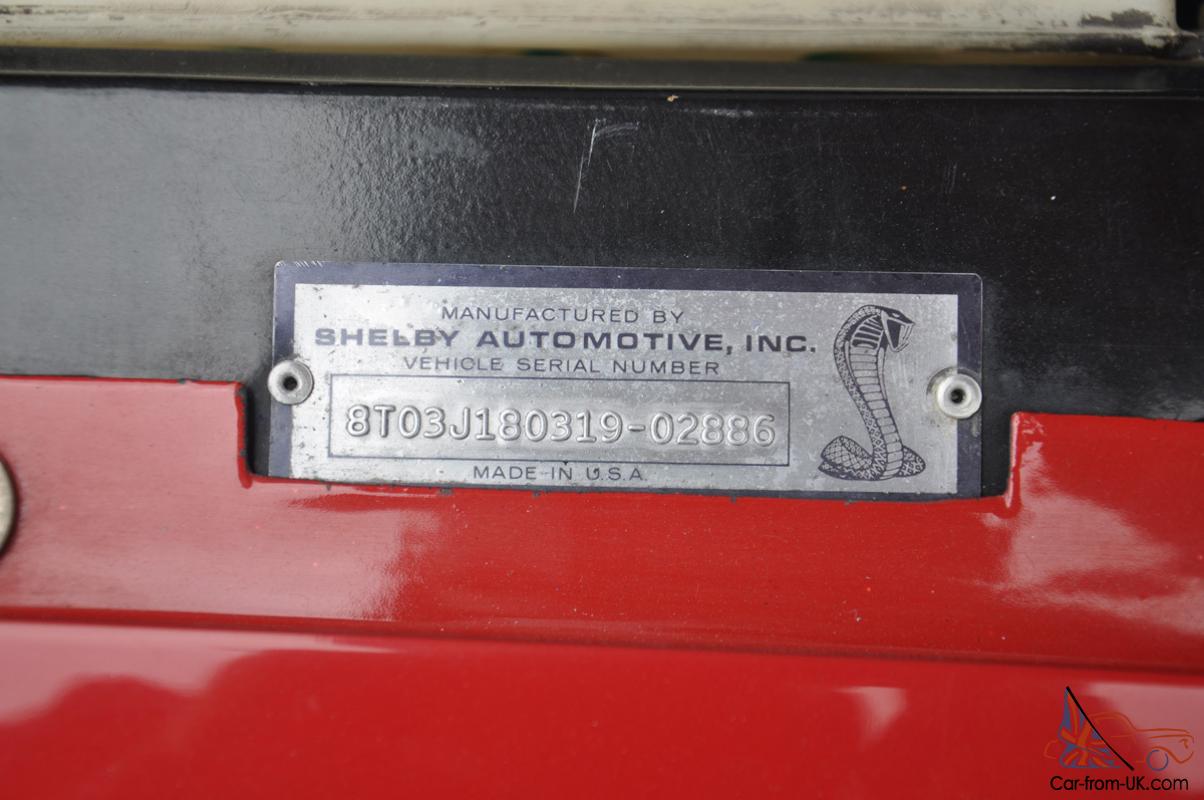 MANUFACTURED BY
SHELBY AUTOMOTIVE, INC.
VEHICLE SERIAL NUMBER
8T03J180319-02886
MADE IN U.S.A.
Car-from-UK.com